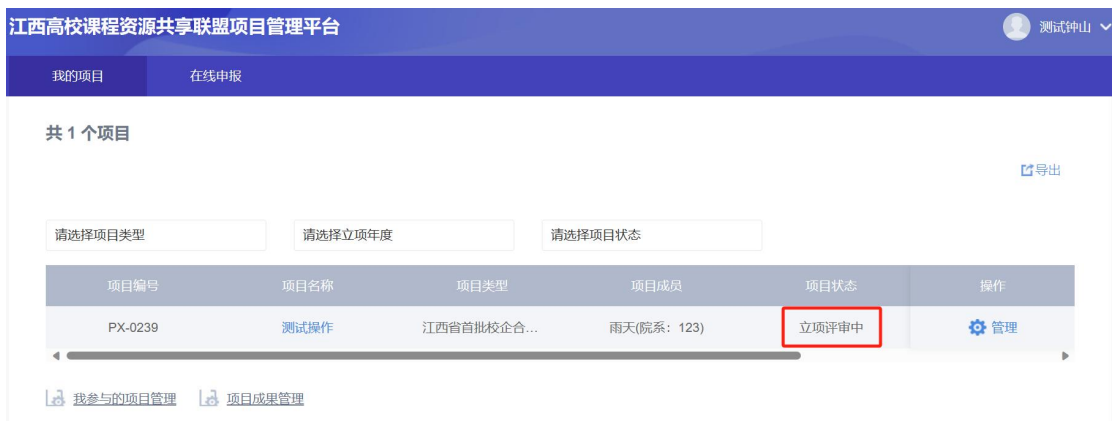 江西高校课程资源共享联盟项目管理平台 测试钟山
我的项目 在线申报
共 1 个项目
导出
请选择项目类型 请选择立项年度 请选择项目状态
项目编号 项目名称 项目类型 项目成员 项目状态 操作
PX-0239 测试操作 江西省首批校企合... 雨天(院系：123) 立项评审中 管理
我参与的项目管理 项目成果管理